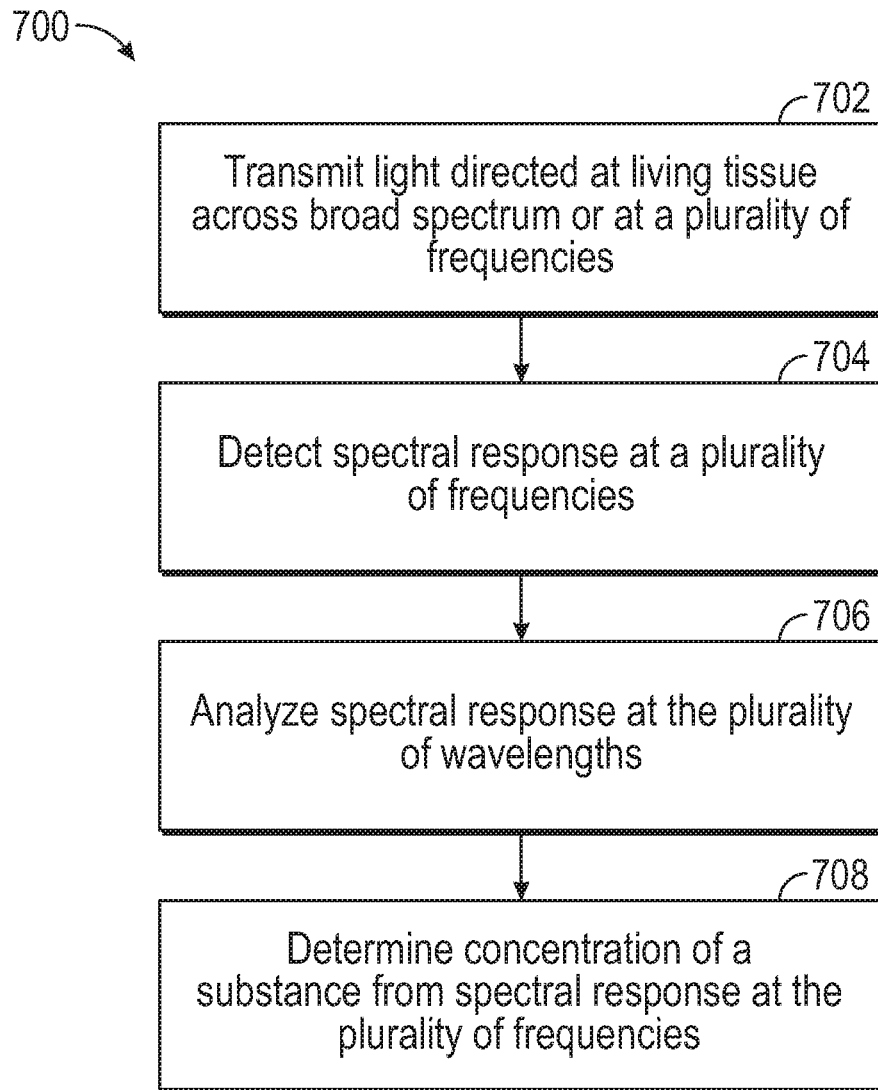 700
702
Transmit light directed at living tissue
across broad spectrum or at a plurality of
frequencies
704
Detect spectral response at a plurality
of frequencies
706
Analyze spectral response at the plurality
of wavelengths
708
Determine concentration of a
substance from spectral response at the
plurality of frequencies